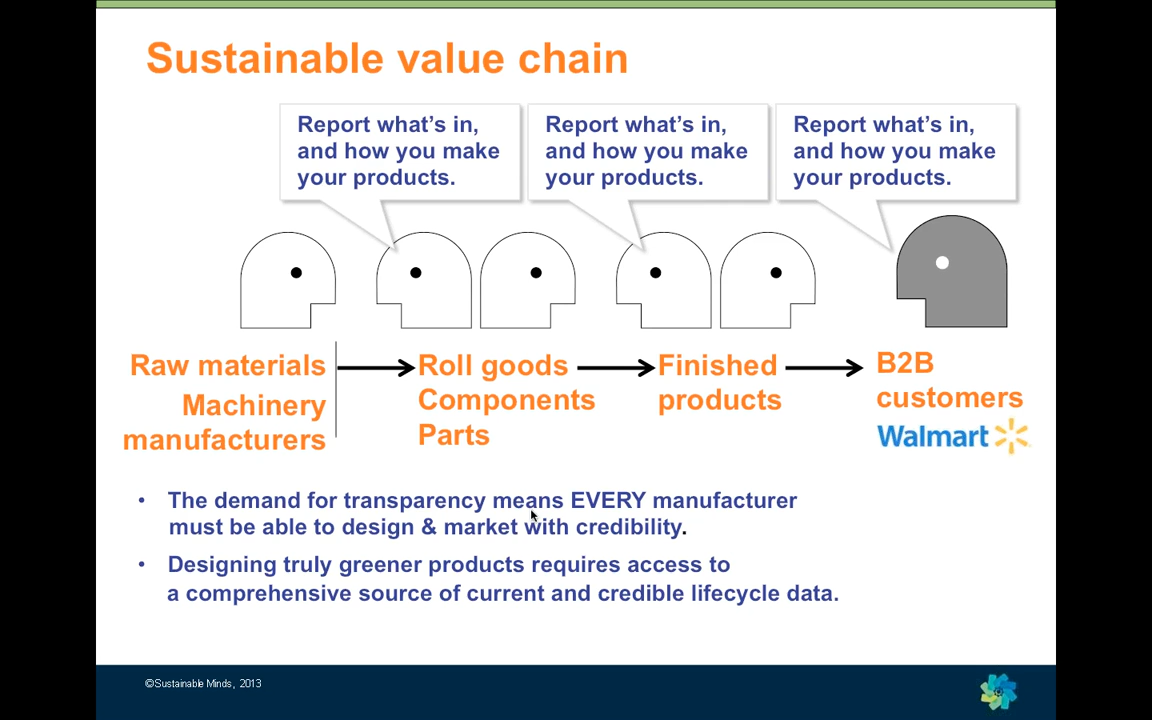 Sustainable value chain
Report what's in,
and how you make
your products.
Report what's in,
and how you make
your products.
Report what's in,
and how you make
your products.
Raw materials
Machinery
manufacturers
Roll goods
Components
Parts
Finished
products
B2B
customers
Walmart
• The demand for transparency means EVERY manufacturer
must be able to design & market with credibility.
• Designing truly greener products requires access to
a comprehensive source of current and credible lifecycle data.
©Sustainable Minds, 2013